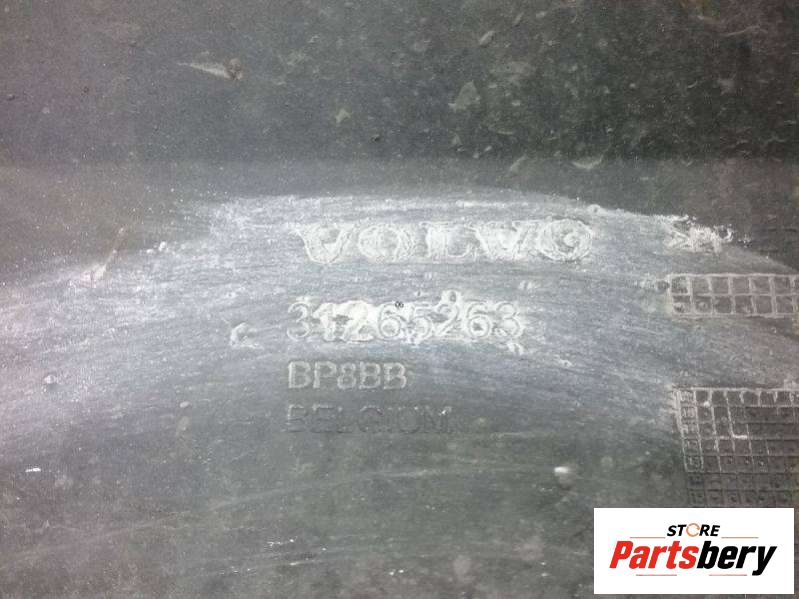 VOLVO
31265263
BP8BB
BELGIUM
STORE
Partsbery